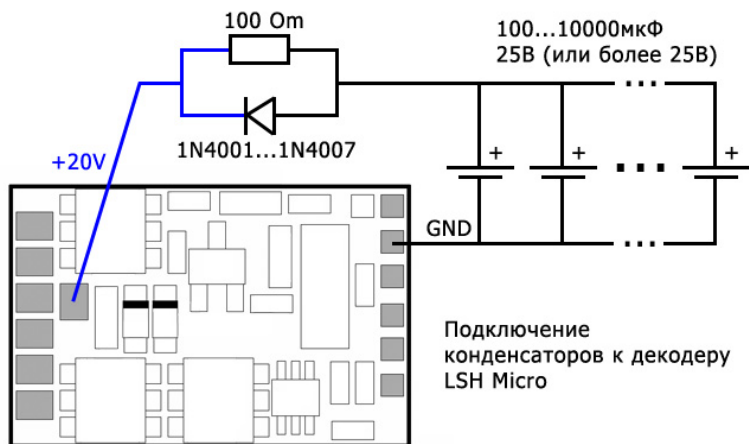 100 Om
100...10000мкФ
25В (или более 25В)
1N4001...1N4007
+20V
+
+
+
GND
Подключение
конденсаторов к декодеру
LSH Micro